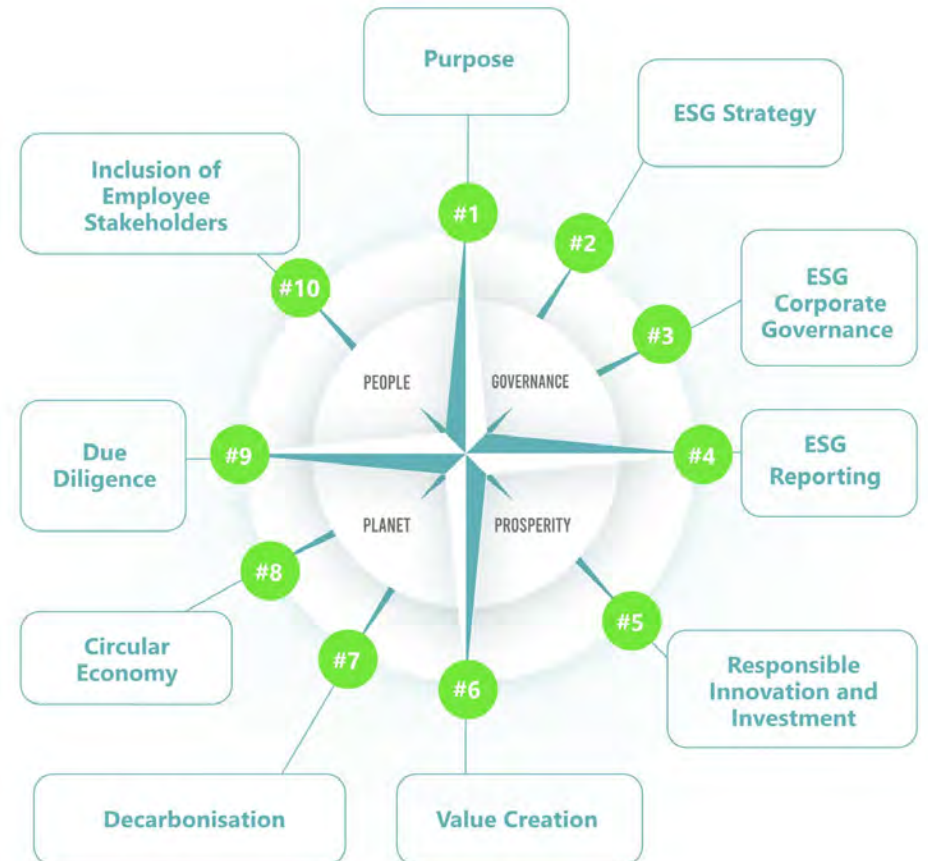 Purpose
ESG Strategy
Inclusion of
Employee
Stakeholders
#1
#2
#10
ESG
Corporate
Governance
#3
PEOPLE
GOVERNANCE
Due
Diligence
#9
#4
ESG
Reporting
PLANET
PROSPERITY
#8
#5
Circular
Economy
#7
#6
Responsible
Innovation and
Investment
Decarbonisation
Value Creation